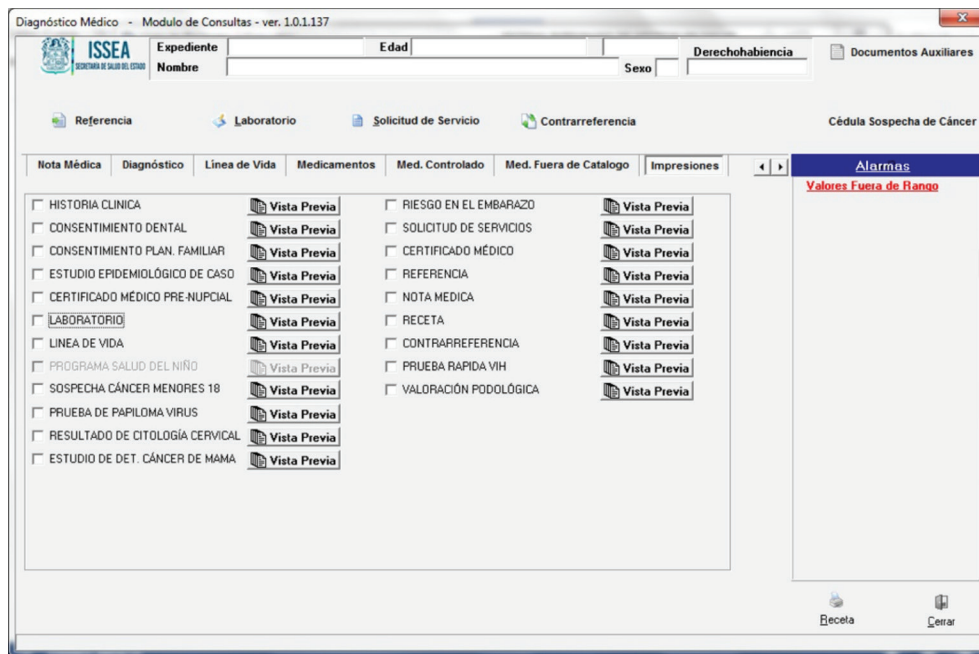 Diagnóstico Médico - Modulo de Consultas - ver. 1.0.1.137
ISSEA
SECRETARÍA DE SALUD DEL ESTADO
Expediente
Edad
Derechohabiencia
Nombre
Sexo
Documentos Auxiliares
Referencia
Laboratorio
Solicitud de Servicio
Contrarreferencia
Cédula Sospecha de Cáncer
Nota Médica
Diagnóstico
Linea de Vida
Medicamentos
Med. Controlado
Med. Fuera de Catalogo
Impresiones
Alarmas
Valores Fuera de Rango
HISTORIA CLINICA Vista Previa
CONSENTIMIENTO DENTAL Vista Previa
CONSENTIMIENTO PLAN. FAMILIAR Vista Previa
ESTUDIO EPIDEMIOLÓGICO DE CASO Vista Previa
CERTIFICADO MÉDICO PRE-NUPCIAL Vista Previa
LABORATORIO Vista Previa
LINEA DE VIDA Vista Previa
PROGRAMA SALUD DEL NIÑO Vista Previa
SOSPECHA CÁNCER MENORES 18 Vista Previa
PRUEBA DE PAPILOMA VIRUS Vista Previa
RESULTADO DE CITOLOGÍA CERVICAL Vista Previa
ESTUDIO DE DET. CÁNCER DE MAMA Vista Previa
RIESGO EN EL EMBARAZO Vista Previa
SOLICITUD DE SERVICIOS Vista Previa
CERTIFICADO MÉDICO Vista Previa
REFERENCIA Vista Previa
NOTA MEDICA Vista Previa
RECETA Vista Previa
CONTRARREFERENCIA Vista Previa
PRUEBA RAPIDA VIH Vista Previa
VALORACIÓN PODOLÓGICA Vista Previa
Receta
Cerrar